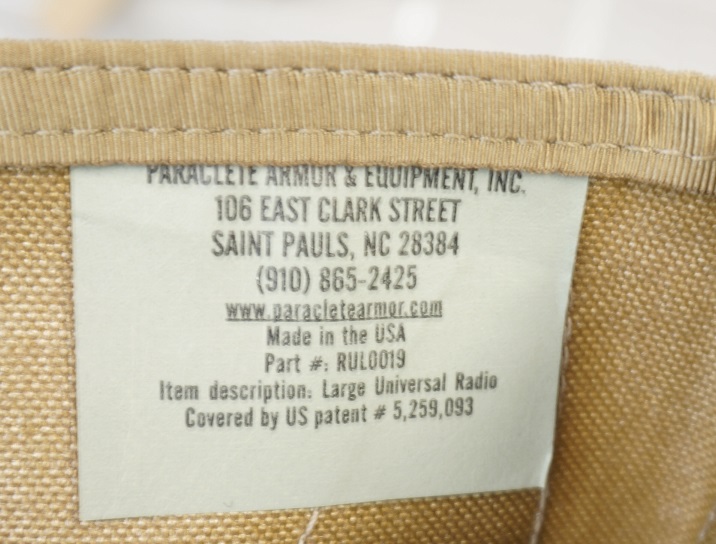 PARACLETE ARMOR & EQUIPMENT, INC.
106 EAST CLARK STREET
SAINT PAULS, NC 28384
(910) 865-2425
www.paracletearmor.com
Made in the USA
Part #: RUL0019
Item description: Large Universal Radio
Covered by US patent # 5,259,093